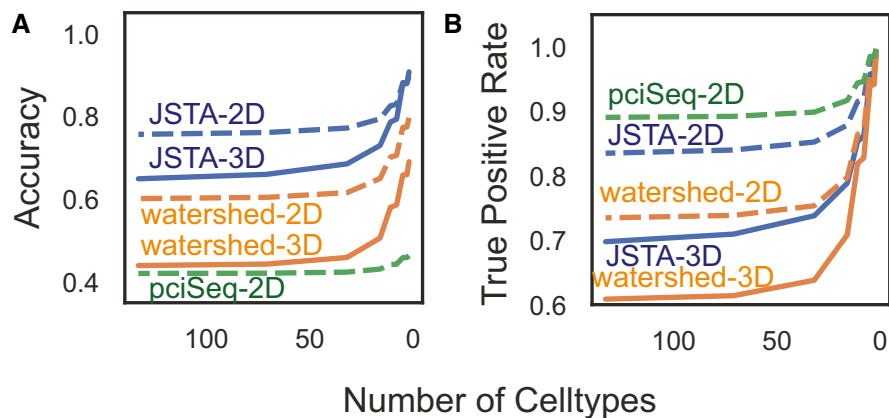 A
Accuracy
1.0
0.8
0.6
0.4
JSTA-2D
JSTA-3D
watershed-2D
watershed-3D
pciSeq-2D
100
50
0
B
True Positive Rate
1.0
0.9
0.8
0.7
0.6
pciSeq-2D
JSTA-2D
watershed-2D
JSTA-3D
watershed-3D
100
50
0
Number of Celltypes